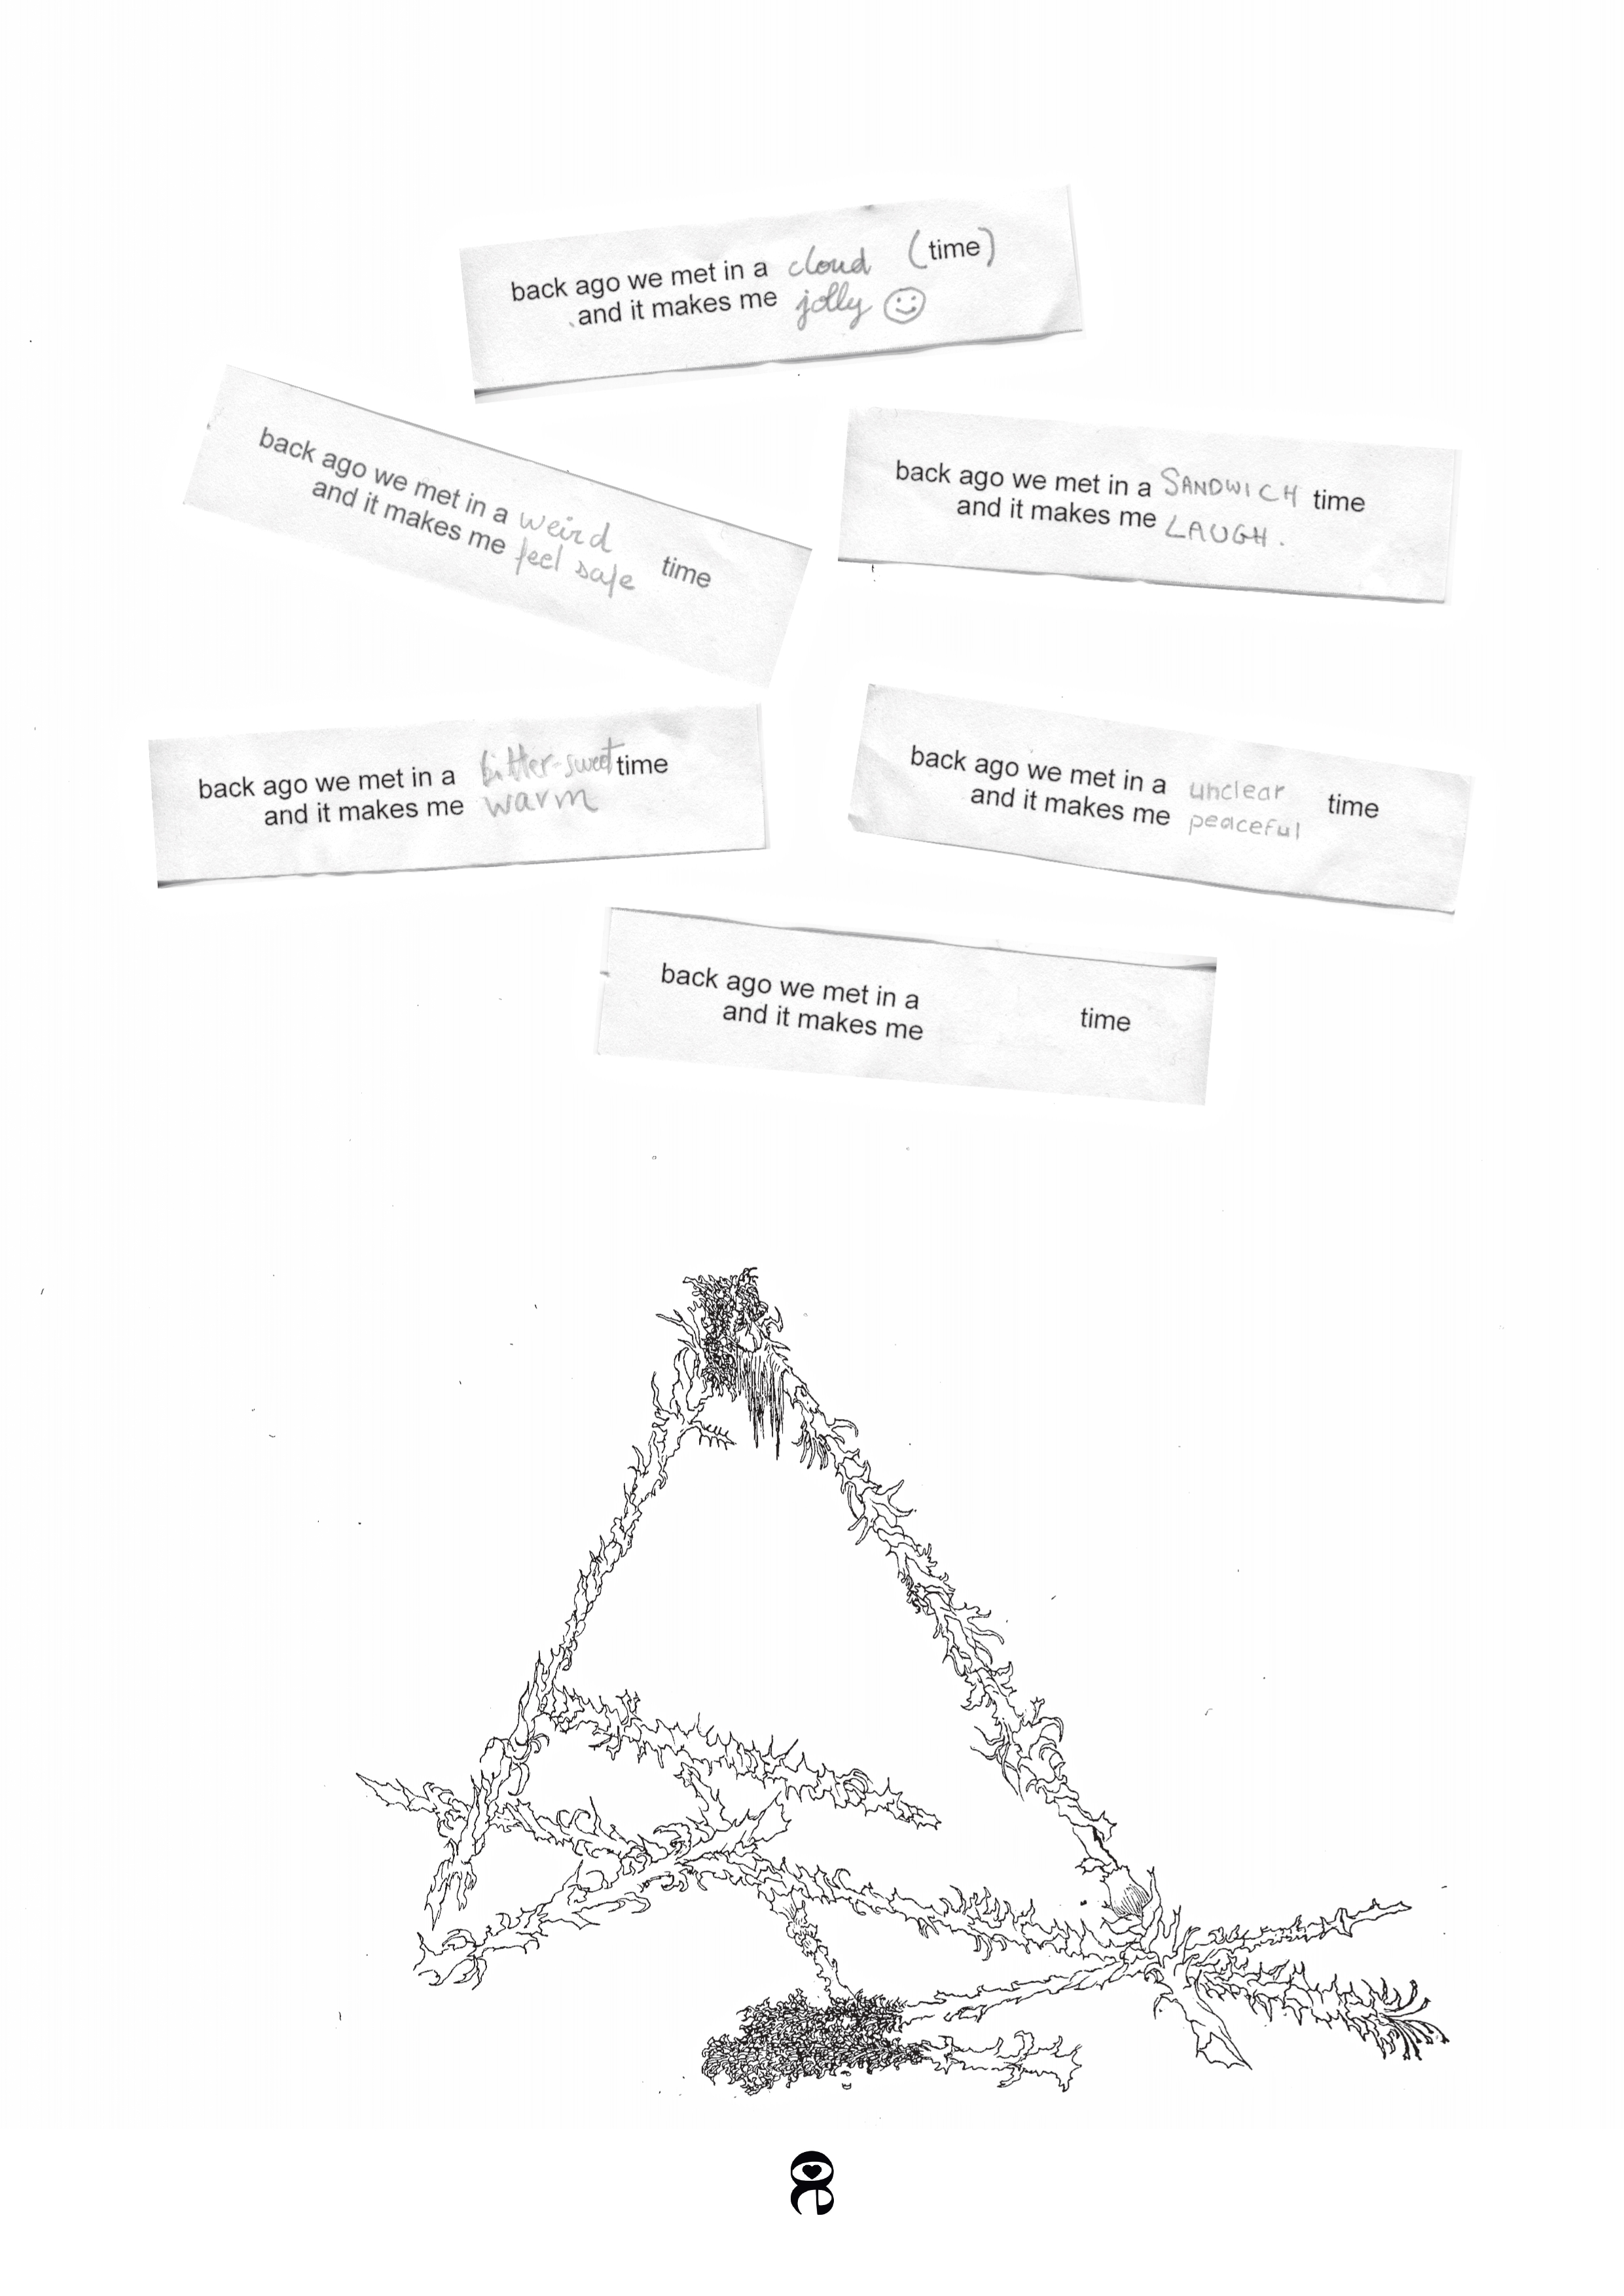 back ago we met in a cloud (time)
and it makes me jolly
back ago we met in a weird time
and it makes me feel safe
back ago we met in a SANDWICH time
and it makes me LAUGH.
back ago we met in a bitter-sweet time
and it makes me warm
back ago we met in a unclear time
and it makes me peaceful
back ago we met in a time
and it makes me